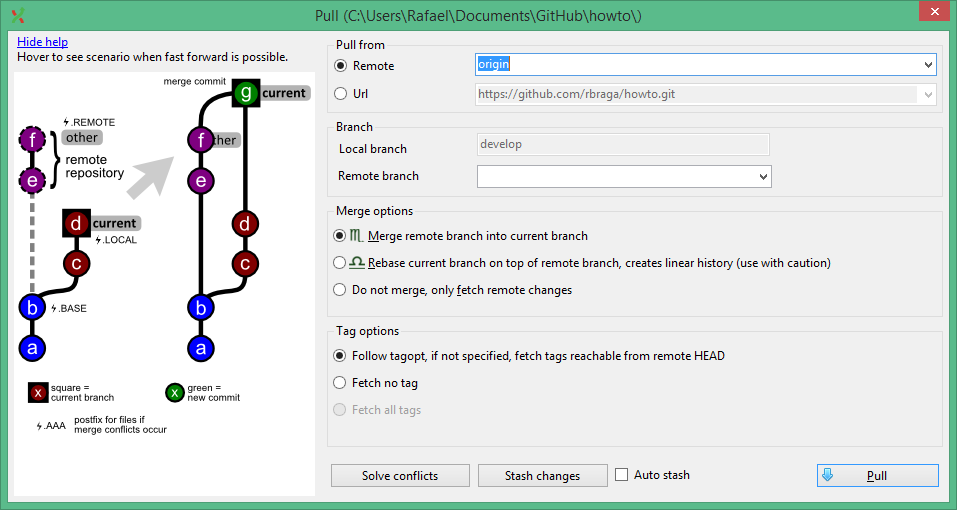 Pull (C:\Users\Rafael\Documents\GitHub\howto\)
Hide help
Hover to see scenario when fast forward is possible.
merge commit
g current
.REMOTE
f other
e
remote
repository
d current
.LOCAL
c
b .BASE
a
f ther
e
d
c
b
a
x square =
current branch
x green =
new commit
.AAA postfix for files if
merge conflicts occur
Pull from
Remote origin
Url https://github.com/rbraga/howto.git
Branch
Local branch develop
Remote branch
Merge options
Merge remote branch into current branch
Rebase current branch on top of remote branch, creates linear history (use with caution)
Do not merge, only fetch remote changes
Tag options
Follow tagopt, if not specified, fetch tags reachable from remote HEAD
Fetch no tag
Fetch all tags
Solve conflicts Stash changes Auto stash Pull